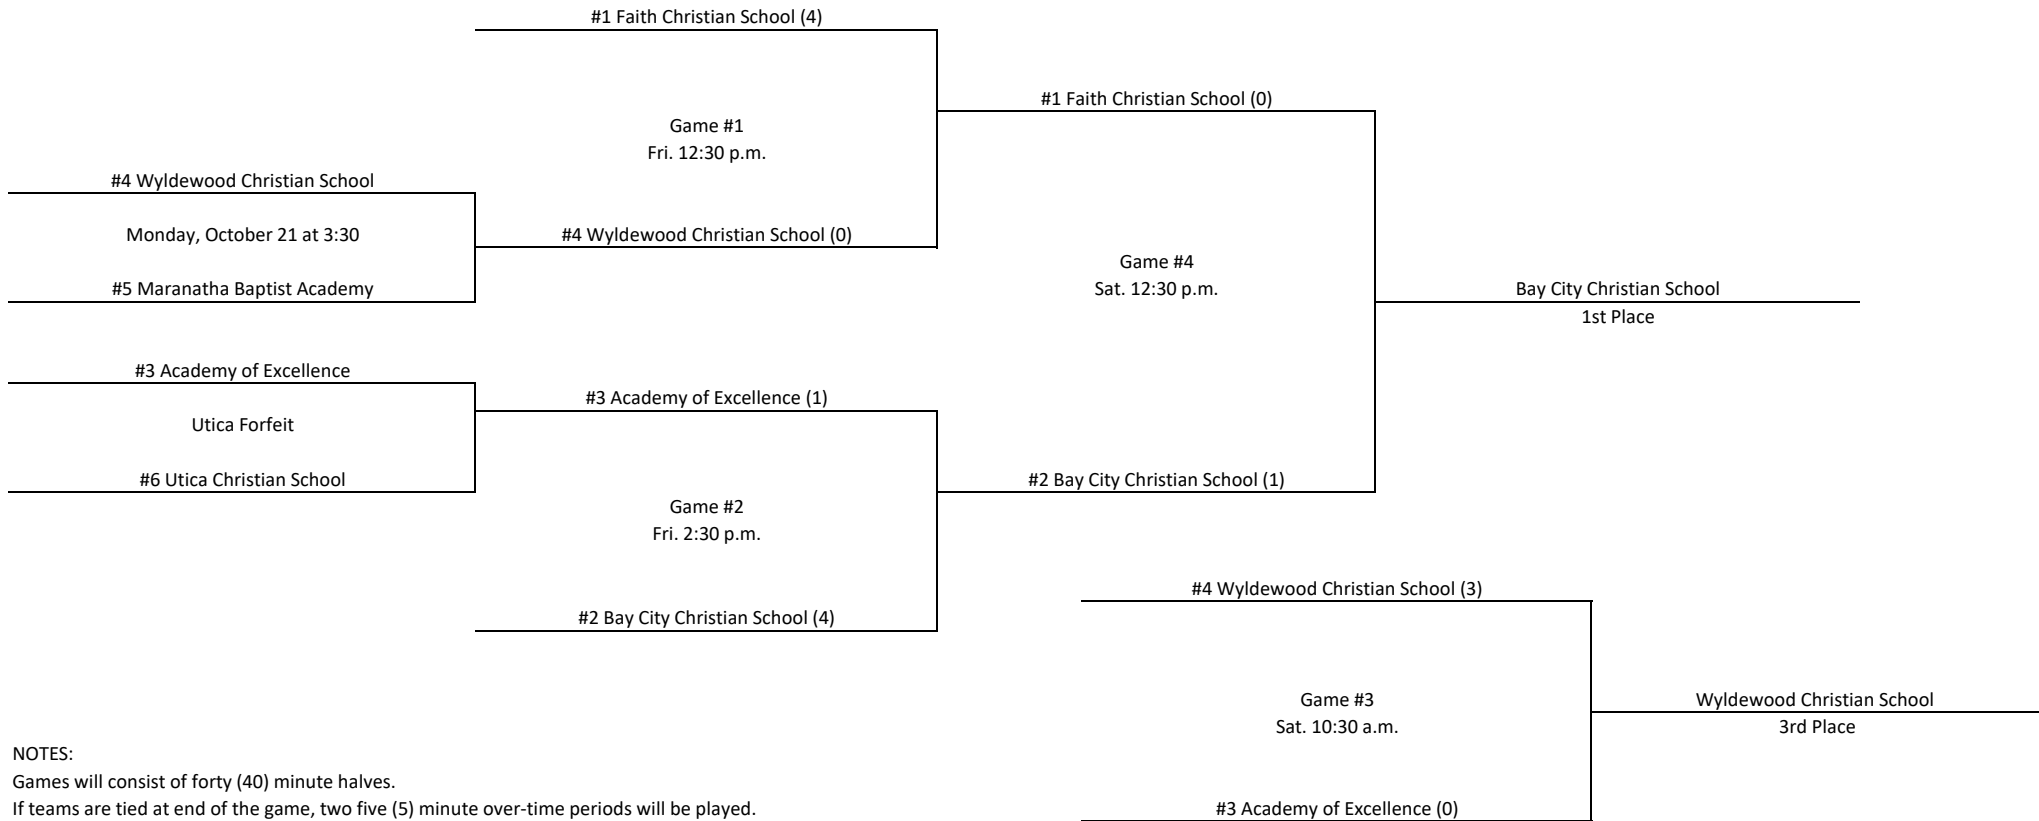 #1 Faith Christian School (4)
#1 Faith Christian School (0)
Game #1
Fri. 12:30 p.m.
#4 Wyldewood Christian School
Monday, October 21 at 3:30
#4 Wyldewood Christian School (0)
Game #4
Sat. 12:30 p.m.
#5 Maranatha Baptist Academy
Bay City Christian School
1st Place
#3 Academy of Excellence
#3 Academy of Excellence (1)
Utica Forfeit
#6 Utica Christian School
#2 Bay City Christian School (1)
Game #2
Fri. 2:30 p.m.
#4 Wyldewood Christian School (3)
#2 Bay City Christian School (4)
Game #3
Sat. 10:30 a.m.
Wyldewood Christian School
3rd Place
NOTES:
Games will consist of forty (40) minute halves.
If teams are tied at end of the game, two five (5) minute over-time periods will be played.
#3 Academy of Excellence (0)